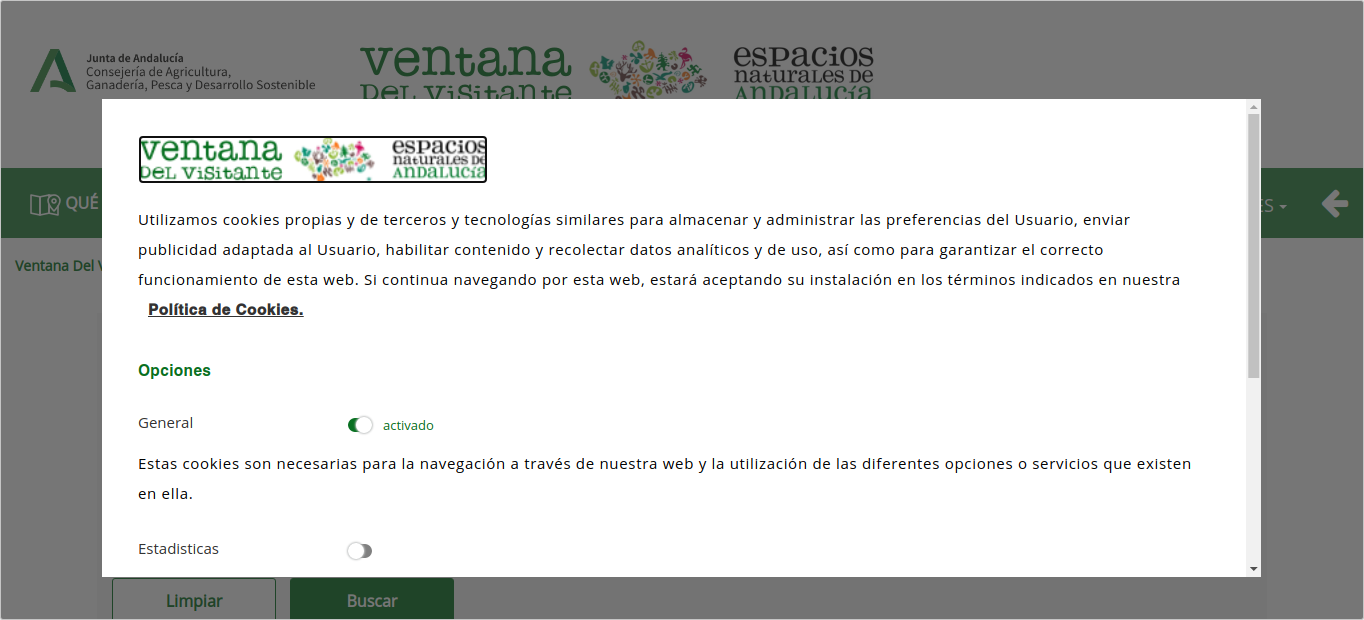 Junta de Andalucía
Consejería de Agricultura,
Ganadería, Pesca y Desarrollo Sostenible
ventana
DEL VISITANTE
ESPACIOS
NATURALES DE
ANDALUCÍA
ventana
DEL VISITANTE
ESPACIOS
NATURALES DE
ANDALUCÍA
QUÉ
ES
Ventana Del V
Utilizamos cookies propias y de terceros y tecnologías similares para almacenar y administrar las preferencias del Usuario, enviar
publicidad adaptada al Usuario, habilitar contenido y recolectar datos analíticos y de uso, así como para garantizar el correcto
funcionamiento de esta web. Si continua navegando por esta web, estará aceptando su instalación en los términos indicados en nuestra
Política de Cookies.
Opciones
General activado
Estas cookies son necesarias para la navegación a través de nuestra web y la utilización de las diferentes opciones o servicios que existen
en ella.
Estadisticas
Limpiar Buscar